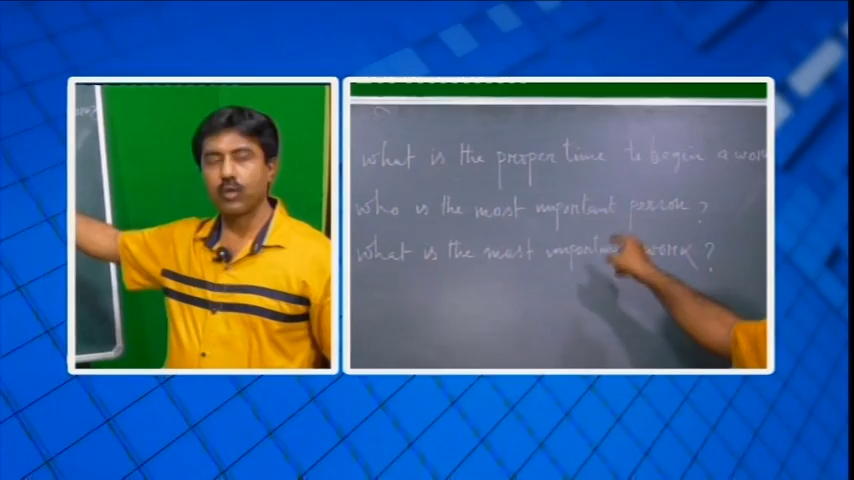 what is the proper time to begin a wor
who is the most important person ?
what is the most important work ?